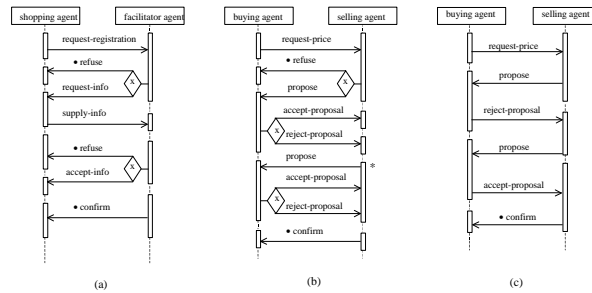 shopping agent
facilitator agent
request-registration
• refuse
x
request-info
supply-info
• refuse
x
accept-info
• confirm
(a)
buying agent
selling agent
request-price
• refuse
x
propose
accept-proposal
x
reject-proposal
propose
*
accept-proposal
x
reject-proposal
• confirm
(b)
buying agent
selling agent
request-price
propose
reject-proposal
propose
accept-proposal
• confirm
(c)